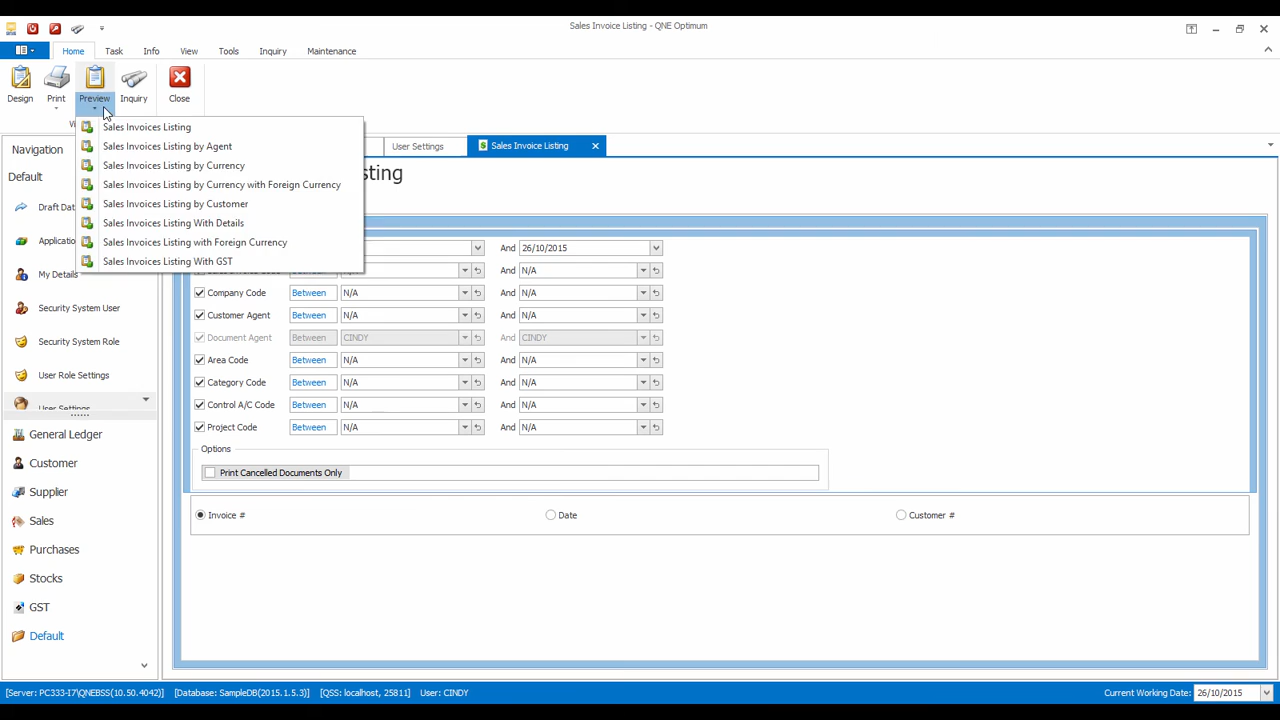 Sales Invoice Listing - QNE Optimum
Home Task Info View Tools Inquiry Maintenance
Design Print Preview Inquiry Close
Sales Invoices Listing
Sales Invoices Listing by Agent
Sales Invoices Listing by Currency
Sales Invoices Listing by Currency with Foreign Currency
Sales Invoices Listing by Customer
Sales Invoices Listing With Details
Sales Invoices Listing with Foreign Currency
Sales Invoices Listing With GST
Navigation
Default
Draft Dat
Application
My Details
Security System User
Security System Role
User Role Settings
User Settings
General Ledger
Customer
Supplier
Sales
Purchases
Stocks
GST
Default
User Settings Sales Invoice Listing
ting
And 26/10/2015
N/A And N/A
Company Code Between N/A And N/A
Customer Agent Between N/A And N/A
Document Agent Between CINDY And CINDY
Area Code Between N/A And N/A
Category Code Between N/A And N/A
Control A/C Code Between N/A And N/A
Project Code Between N/A And N/A
Options
Print Cancelled Documents Only
Invoice # Date Customer #
[Server: PC333-I7\QNEBSS(10.50.4042)] [Database: SampleDB(2015.1.5.3)] [QSS: localhost, 25811] User: CINDY Current Working Date: 26/10/2015